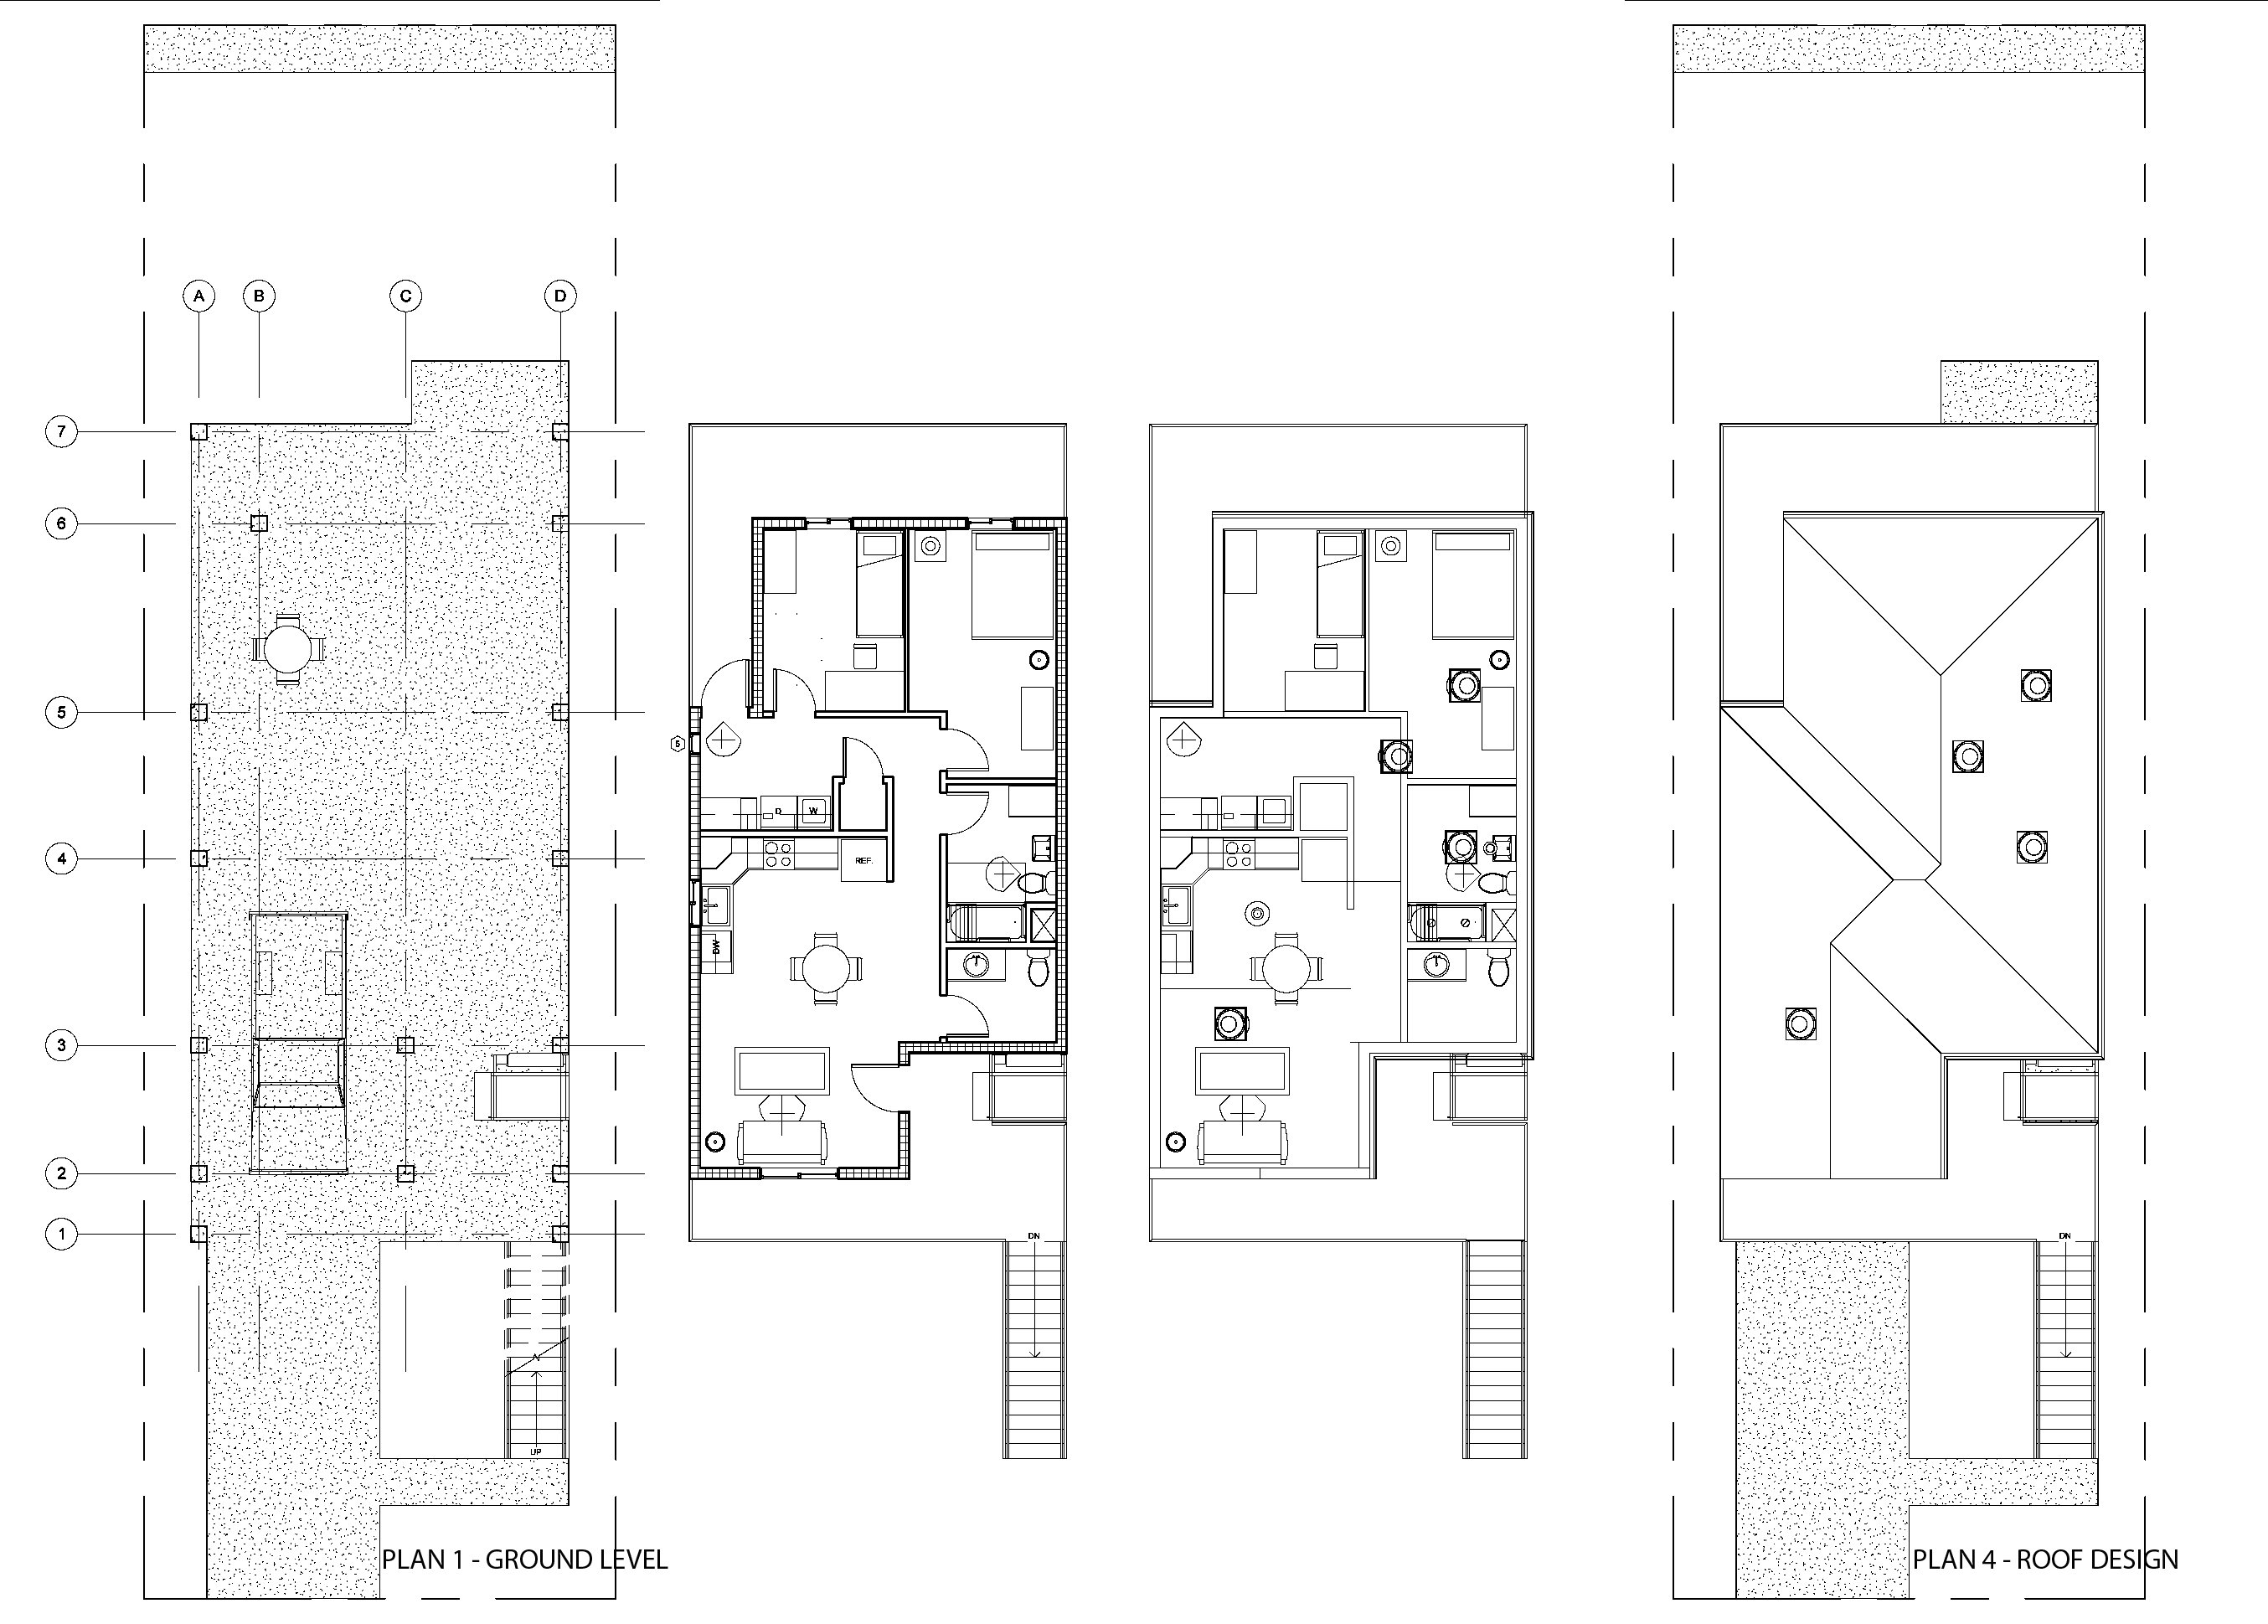 A B C D
7
6
5
4
3
2
1
UP
N
5
D W
REF.
DW
DN
DN
PLAN 1 - GROUND LEVEL
PLAN 4 - ROOF DESIGN